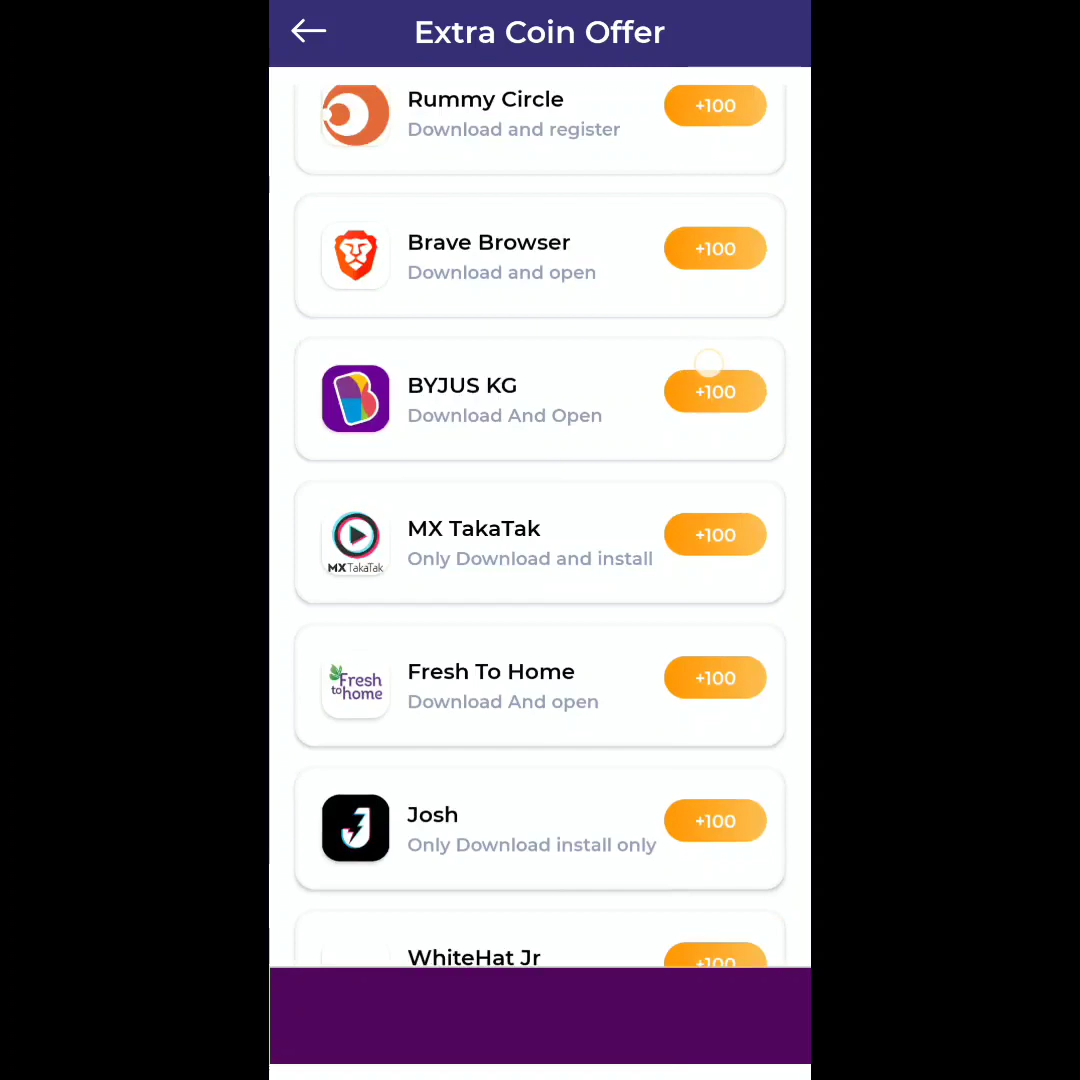 Extra Coin Offer
Rummy Circle
+100
Download and register
Brave Browser
+100
Download and open
BYJUS KG
+100
Download And Open
MX TakaTak
+100
Only Download and install
MXTakaTak
Fresh To Home
+100
Fresh
to home
Download And open
Josh
+100
Only Download install only
WhiteHat Jr
+100